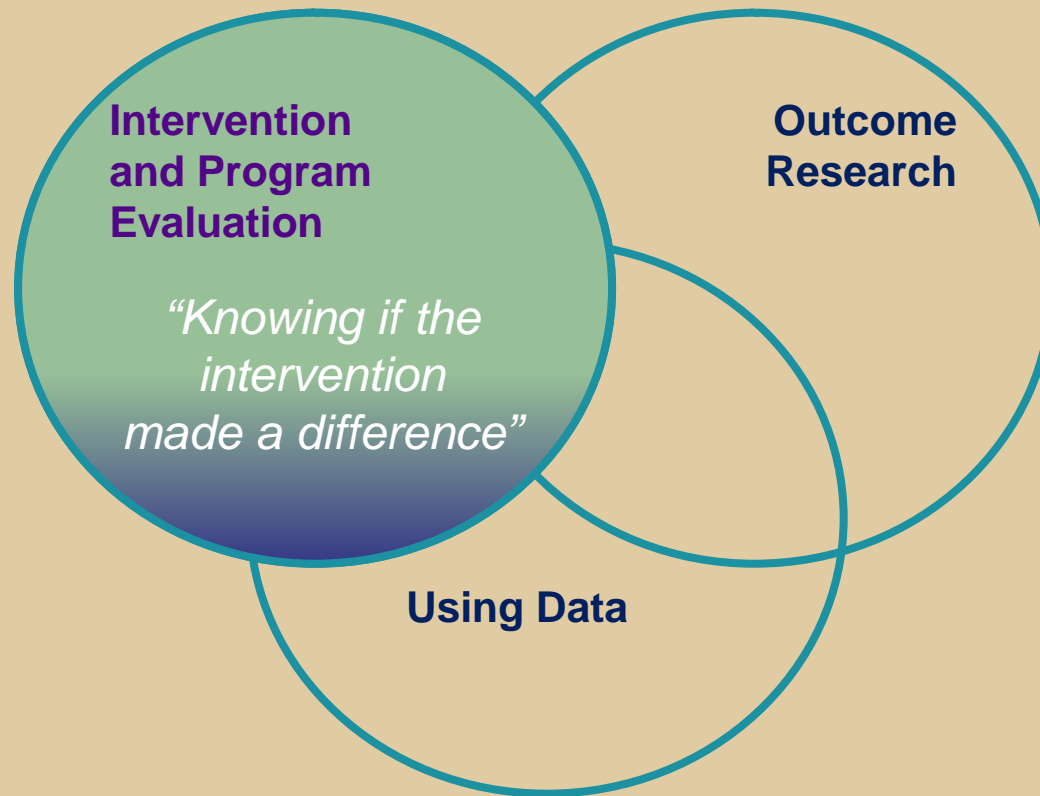 Intervention
and Program
Evaluation
“Knowing if the
intervention
made a difference”
Outcome
Research
Using Data